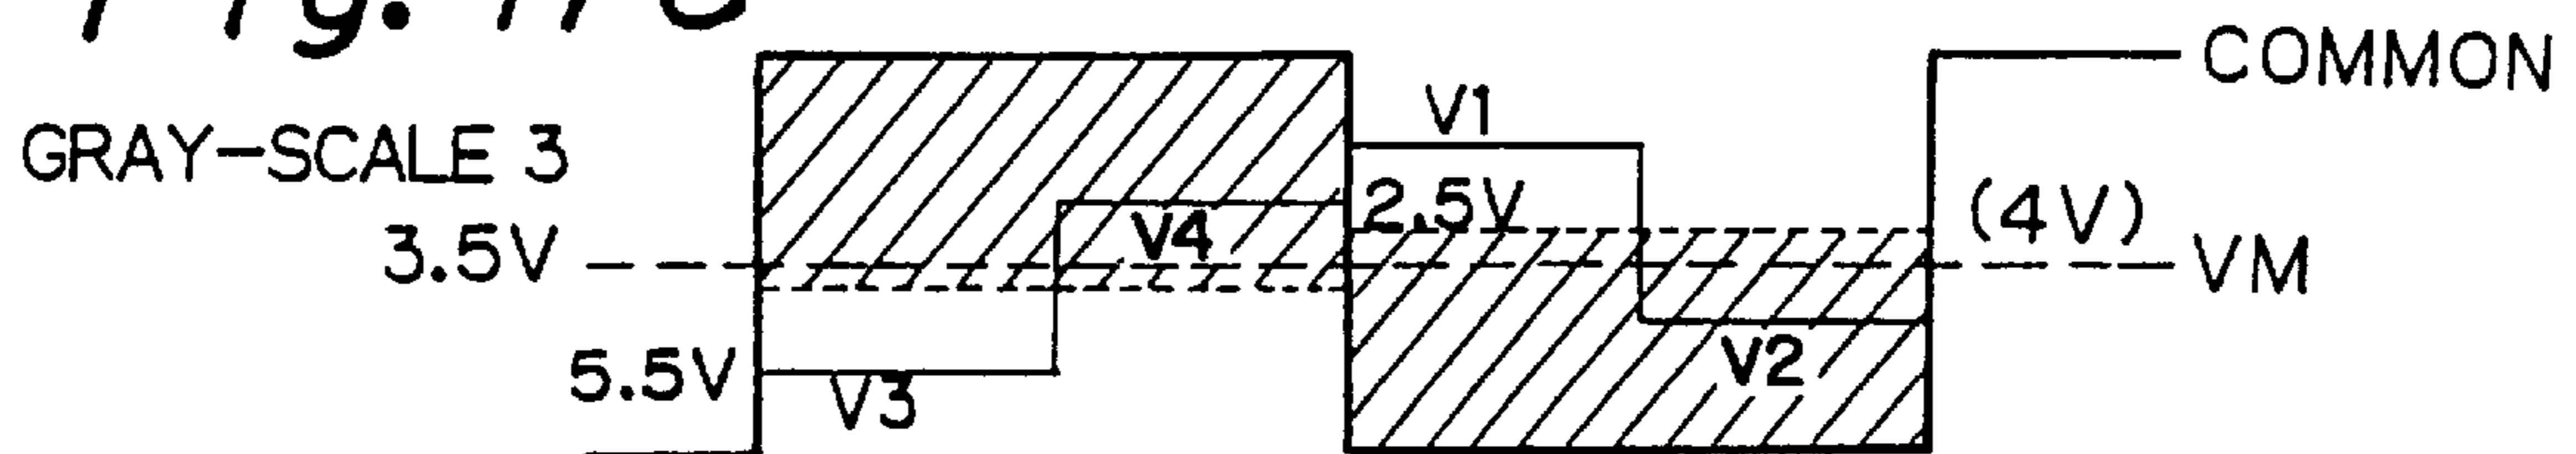 COMMON
GRAY-SCALE 3
V1
2.5V
(4V)
V4
3.5V
VM
5.5V
V3
V2